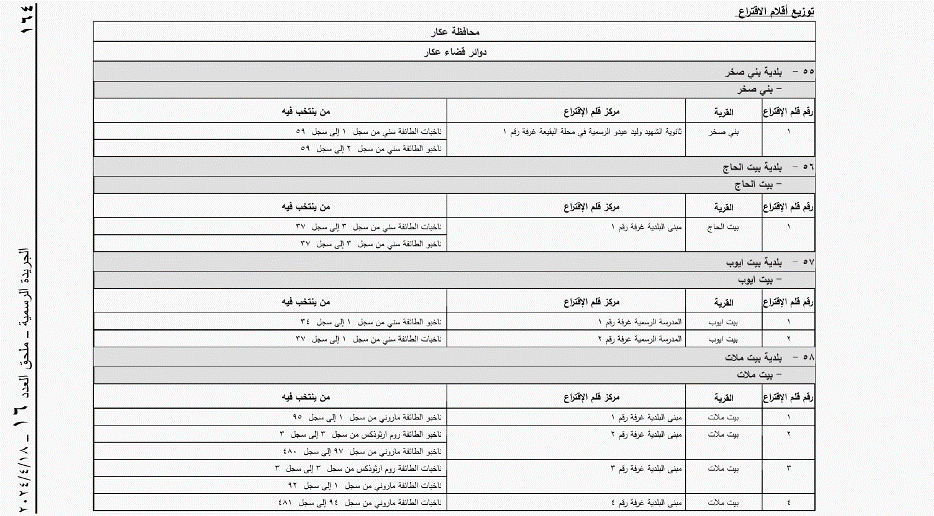 توزيع أقلام الاقتراع
محافظة عكار
دوائر قضاء عكار
٥٥ - بلدية بني صخر
- بني صخر
رقم قلم الإقتراع القرية مركز قلم الإقتراع من ينتخب فيه
١ بني صخر ثانوية الشهيد وليد عبدو الرسمية في محلة البقيعة غرفة رقم ١ ناخبات الطائفة سني من سجل ١ إلى سجل ٥٩
ناخبو الطائفة سني من سجل ٢ إلى سجل ٥٩
٥٦ - بلدية بيت الحاج
- بيت الحاج
رقم قلم الإقتراع القرية مركز قلم الإقتراع من ينتخب فيه
١ بيت الحاج مبنى البلدية غرفة رقم ١ ناخبات الطائفة سني من سجل ٣ إلى سجل ٣٧
ناخبو الطائفة سني من سجل ٣ إلى سجل ٣٧
٥٧ - بلدية بيت ايوب
- بيت ايوب
رقم قلم الإقتراع القرية مركز قلم الإقتراع من ينتخب فيه
١ بيت ايوب المدرسة الرسمية غرفة رقم ١ ناخبو الطائفة سني من سجل ١ إلى سجل ٣٤
٢ بيت ايوب المدرسة الرسمية غرفة رقم ٢ ناخبات الطائفة سني من سجل ١ إلى سجل ٣٧
٥٨ - بلدية بيت ملات
- بيت ملات
رقم قلم الإقتراع القرية مركز قلم الإقتراع من ينتخب فيه
١ بيت ملات مبنى البلدية غرفة رقم ١ ناخبو الطائفة ماروني من سجل ١ إلى سجل ٩٥
٢ بيت ملات مبنى البلدية غرفة رقم ٢ ناخبو الطائفة روم ارثوذكس من سجل ٣ إلى سجل ٣
ناخبو الطائفة ماروني من سجل ٩٧ إلى سجل ٤٨٠
٣ بيت ملات مبنى البلدية غرفة رقم ٣ ناخبات الطائفة روم ارثوذكس من سجل ٣ إلى سجل ٣
ناخبات الطائفة ماروني من سجل ١ إلى سجل ٩٢
٤ بيت ملات مبنى البلدية غرفة رقم ٤ ناخبات الطائفة ماروني من سجل ٩٤ إلى سجل ٤٨١
١٦٤
الجريدة الرسمية – ملحق العدد ١٦ – ٢٠٢٤/٤/١٨